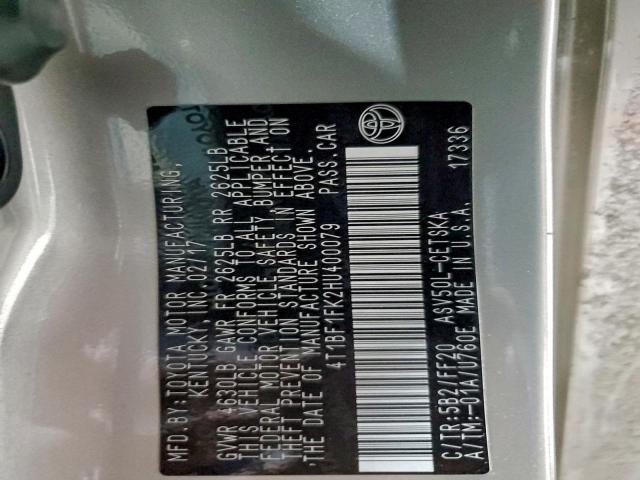 MFD.BY:TOYOTA MOTOR MANUFACTURING,
KENTUCKY, INC.02/17
GVWR 4630LB GAWR FR 2625LB RR 2625LB
THIS VEHICLE CONFORMS TO ALL APPLICABLE
FEDERAL MOTOR VEHICLE SAFETY, BUMPER, AND
THEFT PREVENTION STANDARDS IN EFFECT ON
THE DATE OF MANUFACTURE SHOWN ABOVE.
4T1BF1FK2HU400079 PASS.CAR
C/TR:5B2/FF20 ASV50L-CETSKA
A/TM:-01A/U760E MADE IN U.S.A. 17336